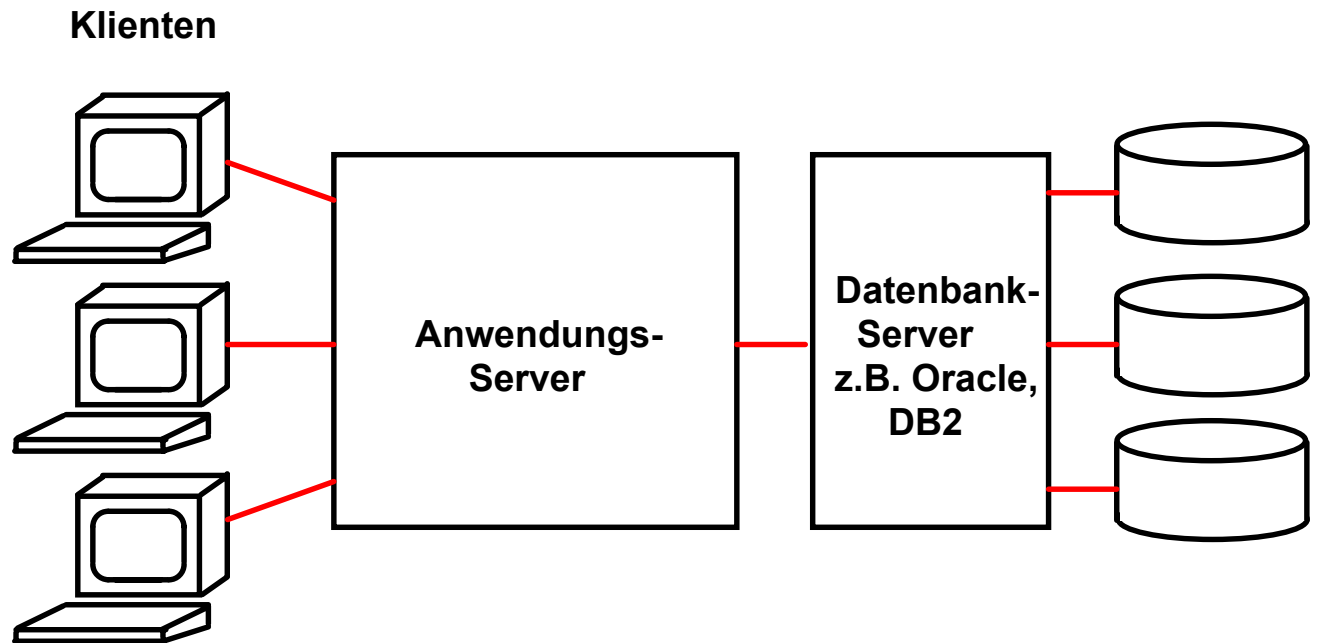 Klienten
Anwendungs-
Server
Datenbank-
Server
z.B. Oracle,
DB2